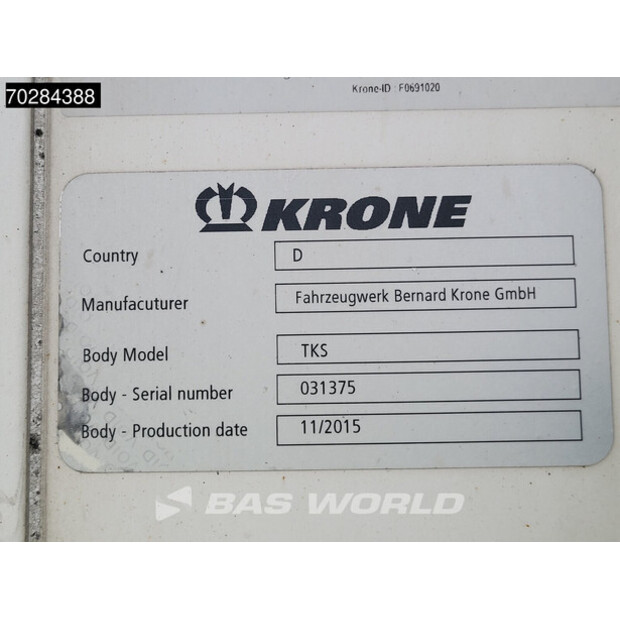 70284388
Krone-ID : F0691020
KRONE
Country D
Manufacuturer Fahrzeugwerk Bernard Krone GmbH
Body Model TKS
Body - Serial number 031375
Body - Production date 11/2015
BAS WORLD